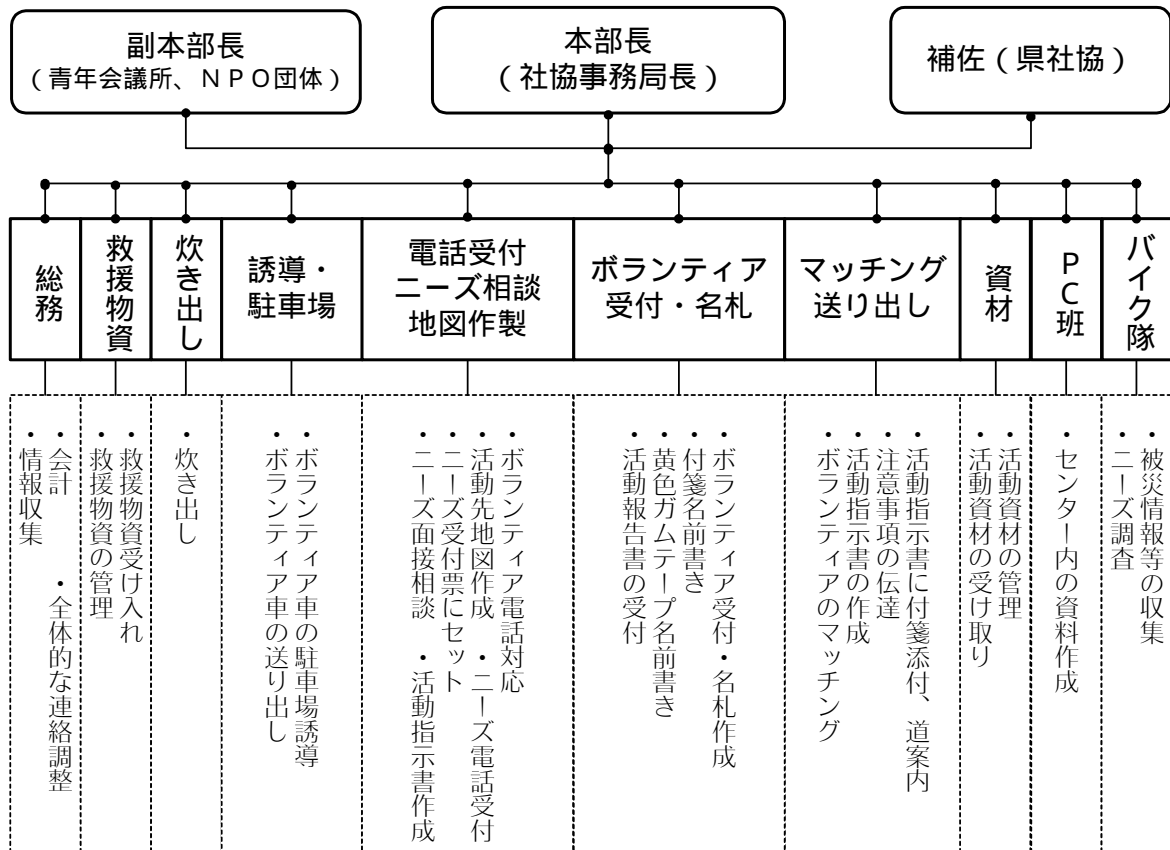 副本部長
（青年会議所、ＮＰＯ団体）
本部長
（社協事務局長）
補佐（県社協）
総務
救援物資
炊き出し
誘導・
駐車場
電話受付
ニーズ相談
地図作製
ボランティア
受付・名札
マッチング
送り出し
資材
ＰＣ班
バイク隊
・会計　・全体的な連絡調整
・情報収集
・救援物資受け入れ
・救援物資の管理
・炊き出し
・ボランティア車の駐車場誘導
・ボランティア車の送り出し
・ボランティア電話対応
・活動先地図作成　・ニーズ電話受付
・ニーズ受付票にセット
・ニーズ面接相談　・活動指示書作成
・ボランティア受付・名札作成
・付箋名前書き
・黄色ガムテープ名前書き
・活動報告書の受付
・活動指示書に付箋添付、道案内
・注意事項の伝達
・活動指示書の作成
・ボランティアのマッチング
・活動資材の管理
・活動資材の受け取り
・センター内の資料作成
・被災情報等の収集
・ニーズ調査